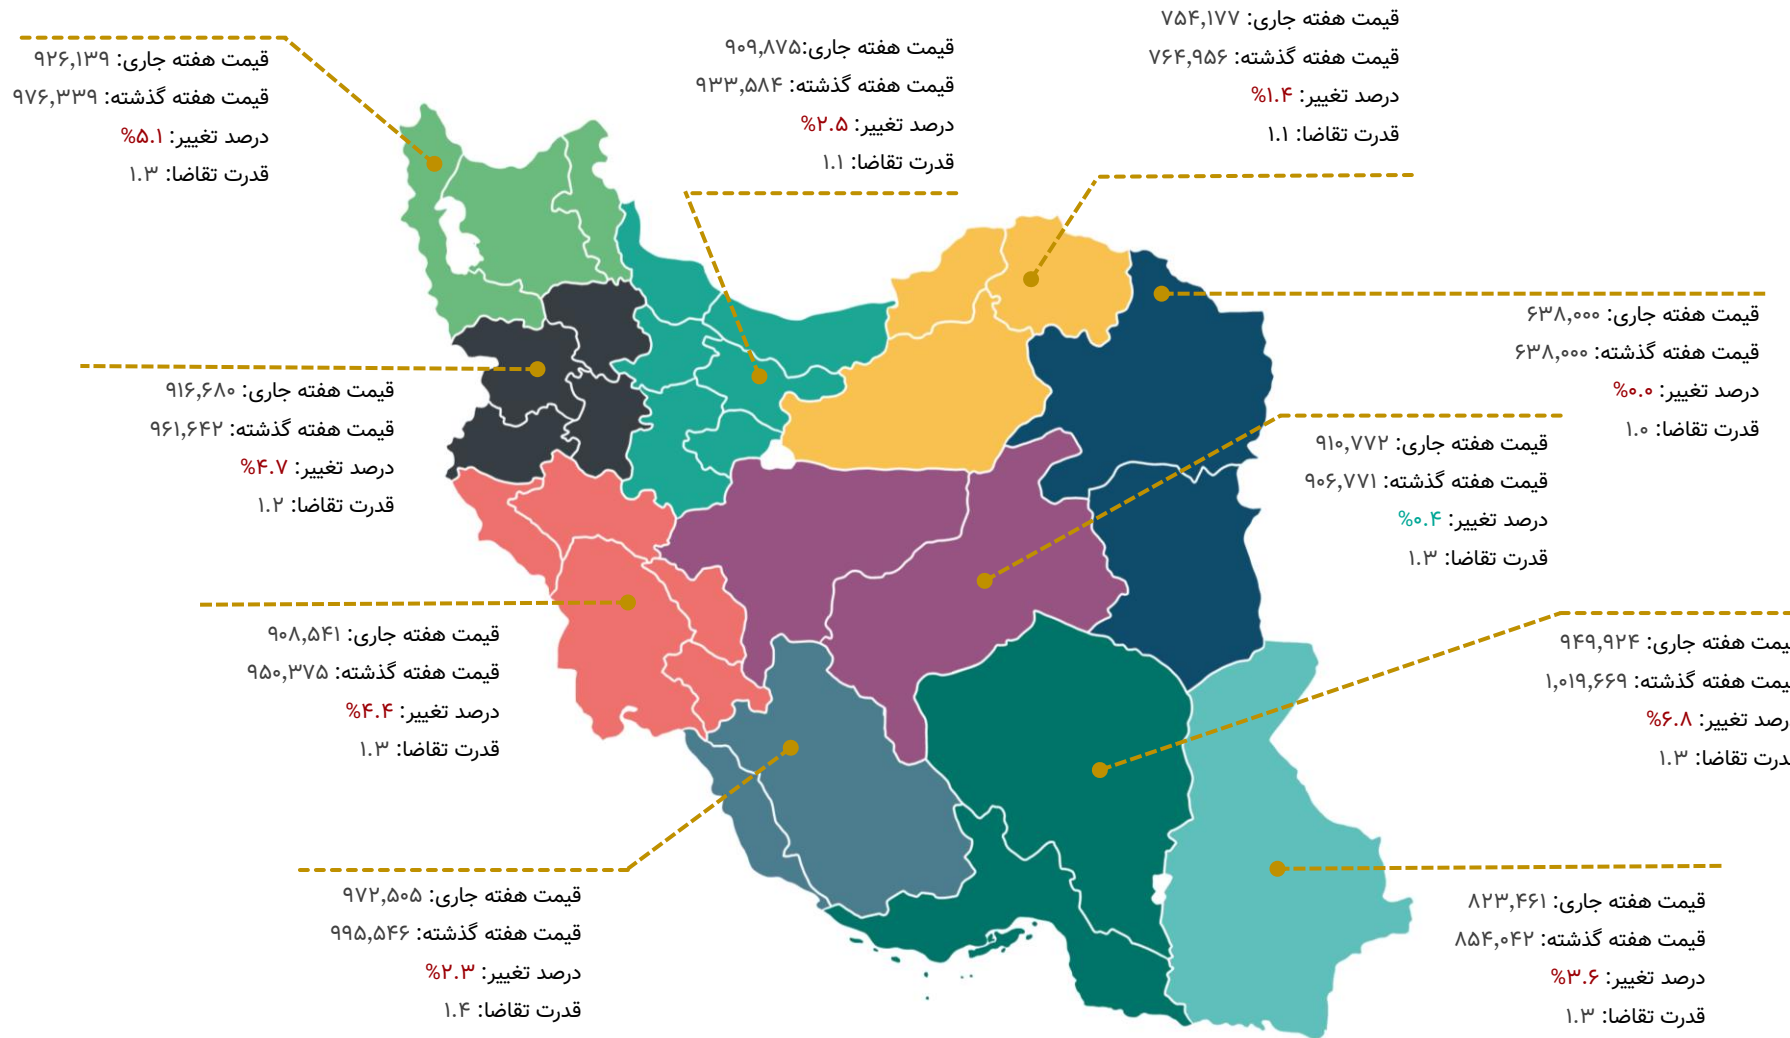 قیمت هفته جاری: ۷۵۴,۱۷۷
قیمت هفته گذشته: ۷۶۴,۹۵۶
درصد تغییر: %۱.۴
قدرت تقاضا: ۱.۱
قیمت هفته جاری:۹۰۹,۸۷۵
قیمت هفته گذشته: ۹۳۳,۵۸۴
درصد تغییر: %۲.۵
قدرت تقاضا: ۱.۱
قیمت هفته جاری: ۹۲۶,۱۳۹
قیمت هفته گذشته: ۹۷۶,۳۳۹
درصد تغییر: %۵.۱
قدرت تقاضا: ۱.۳
قیمت هفته جاری: ۶۳۸,۰۰۰
قیمت هفته گذشته: ۶۳۸,۰۰۰
درصد تغییر: %۰.۰
قدرت تقاضا: ۱.۰
قیمت هفته جاری: ۹۱۶,۶۸۰
قیمت هفته گذشته: ۹۶۱,۶۴۲
درصد تغییر: %۴.۷
قدرت تقاضا: ۱.۲
قیمت هفته جاری: ۹۱۰,۷۷۲
قیمت هفته گذشته: ۹۰۶,۷۷۱
درصد تغییر: %۰.۴
قدرت تقاضا: ۱.۳
قیمت هفته جاری: ۹۰۸,۵۴۱
قیمت هفته گذشته: ۹۵۰,۳۷۵
درصد تغییر: %۴.۴
قدرت تقاضا: ۱.۳
یمت هفته جاری: ۹۴۹,۹۲۴
یمت هفته گذشته: ۱,۰۱۹,۶۶۹
رصد تغییر: %۶.۸
درت تقاضا: ۱.۳
قیمت هفته جاری: ۹۷۲,۵۰۵
قیمت هفته گذشته: ۹۹۵,۵۴۶
درصد تغییر: %۲.۳
قدرت تقاضا: ۱.۴
قیمت هفته جاری: ۸۲۳,۴۶۱
قیمت هفته گذشته: ۸۵۴,۰۴۲
درصد تغییر: %۳.۶
قدرت تقاضا: ۱.۳